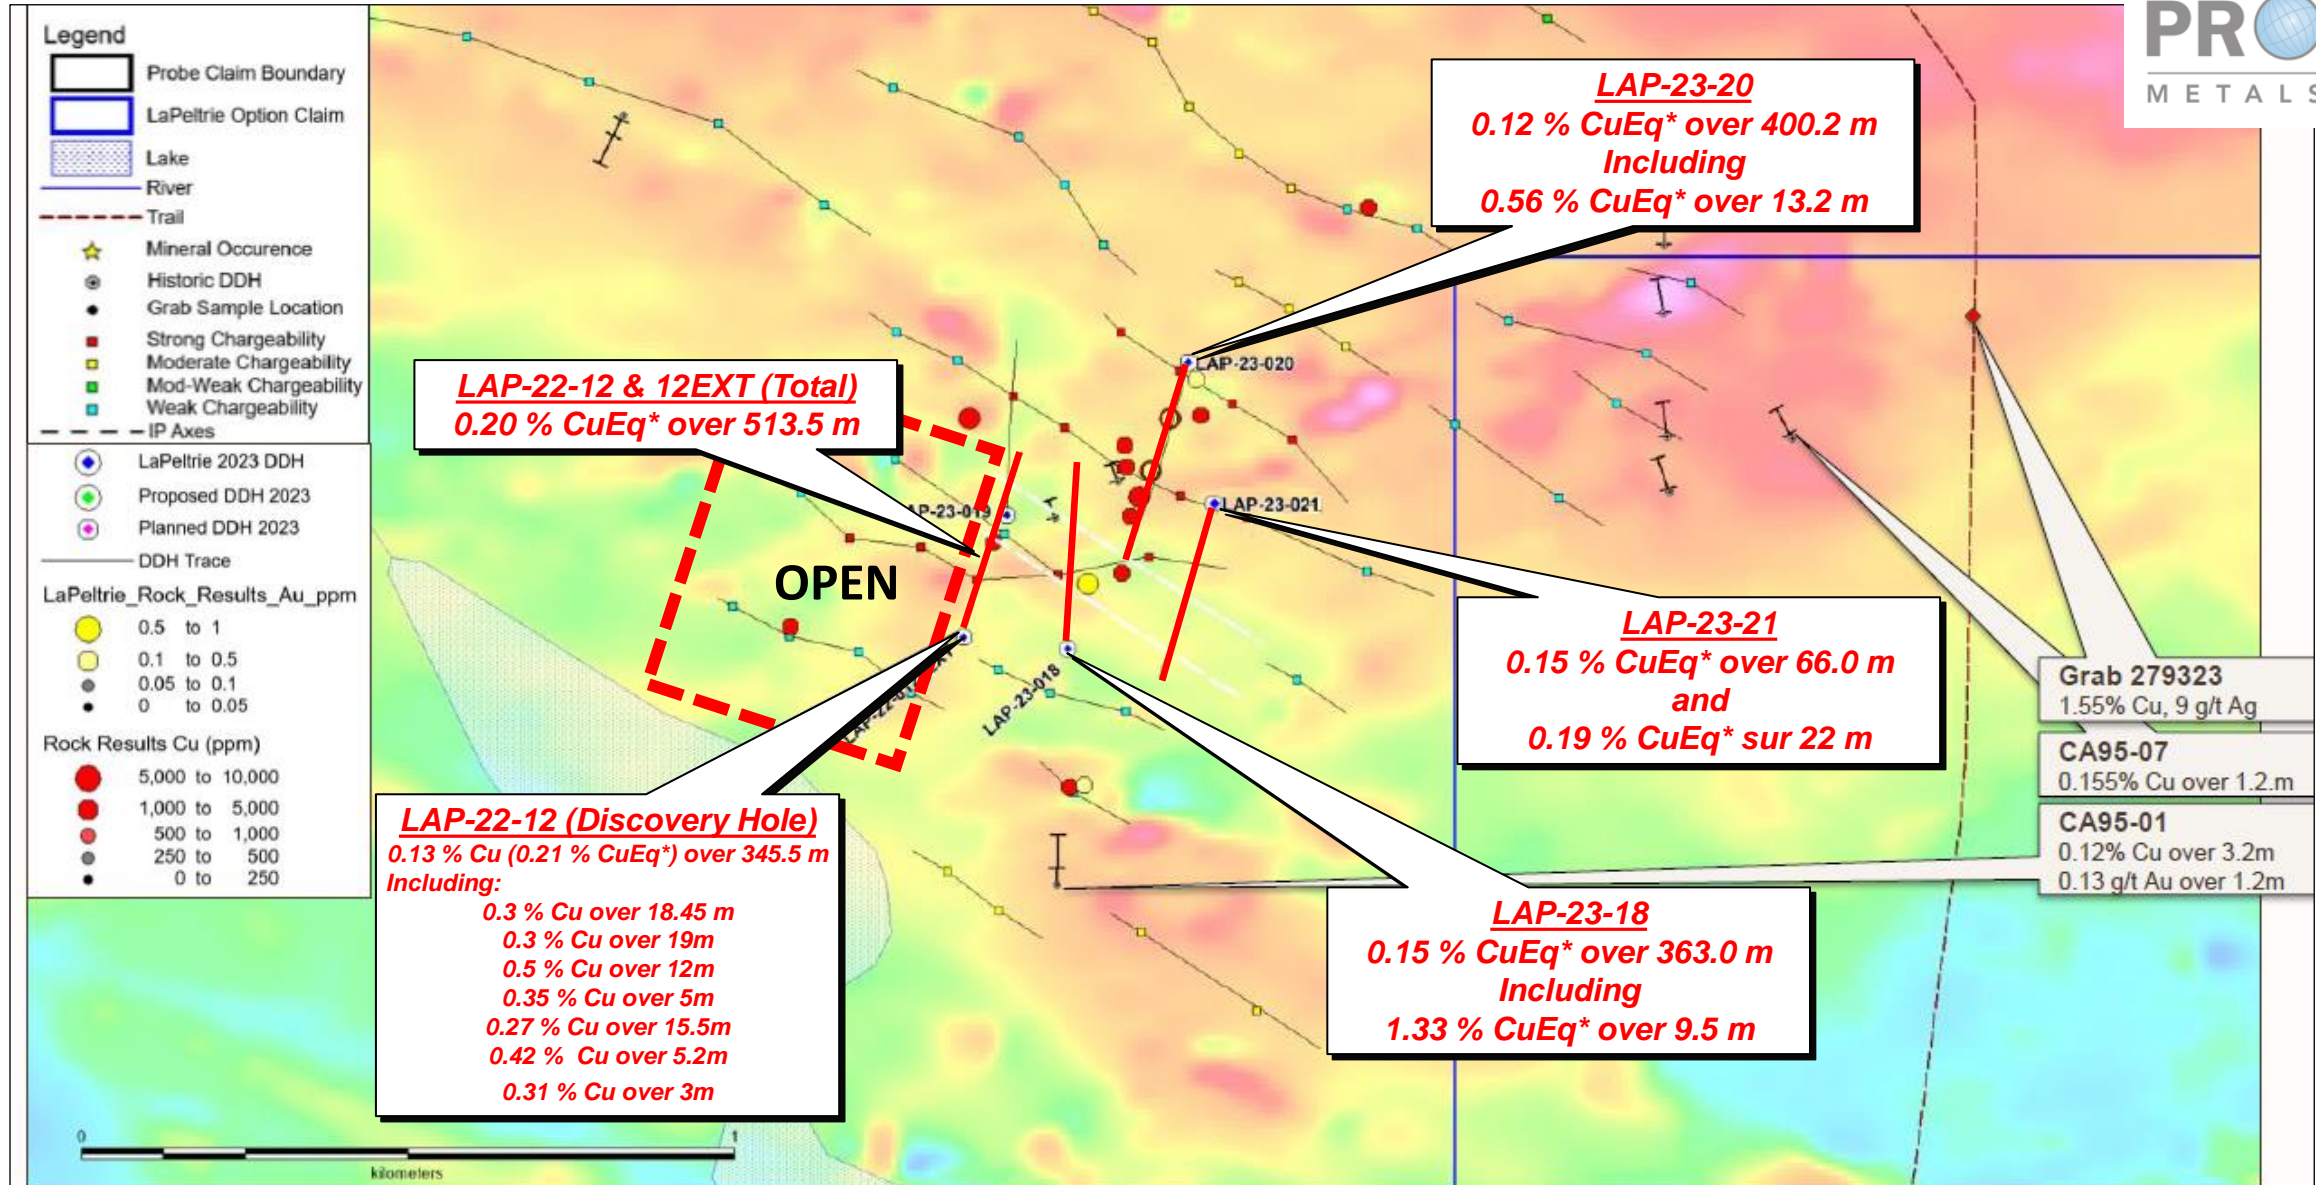 Legend
Probe Claim Boundary
LaPeltrie Option Claim
Lake
River
Trail
Mineral Occurence
Historic DDH
Grab Sample Location
Strong Chargeability
Moderate Chargeability
Mod-Weak Chargeability
Weak Chargeability
IP Axes
LaPeltrie 2023 DDH
Proposed DDH 2023
Planned DDH 2023
DDH Trace
LaPeltrie_Rock_Results_Au_ppm
0.5 to 1
0.1 to 0.5
0.05 to 0.1
0 to 0.05
Rock Results Cu (ppm)
5,000 to 10,000
1,000 to 5,000
500 to 1,000
250 to 500
0 to 250
PR
METALS
LAP-23-20
0.12 % CuEq* over 400.2 m
Including
0.56 % CuEq* over 13.2 m
LAP-23-020
LAP-22-12 & 12EXT (Total)
0.20 % CuEq* over 513.5 m
AP-23-019
LAP-23-021
OPEN
LAP-23-018
LAP-23-21
0.15 % CuEq* over 66.0 m
and
0.19 % CuEq* sur 22 m
Grab 279323
1.55% Cu, 9 g/t Ag
CA95-07
0.155% Cu over 1.2.m
CA95-01
0.12% Cu over 3.2m
0.13 g/t Au over 1.2m
LAP-22-12 (Discovery Hole)
0.13 % Cu (0.21 % CuEq*) over 345.5 m
Including:
0.3 % Cu over 18.45 m
0.3 % Cu over 19m
0.5 % Cu over 12m
0.35 % Cu over 5m
0.27 % Cu over 15.5m
0.42 % Cu over 5.2m
0.31 % Cu over 3m
LAP-23-18
0.15 % CuEq* over 363.0 m
Including
1.33 % CuEq* over 9.5 m
0 1
kilometers